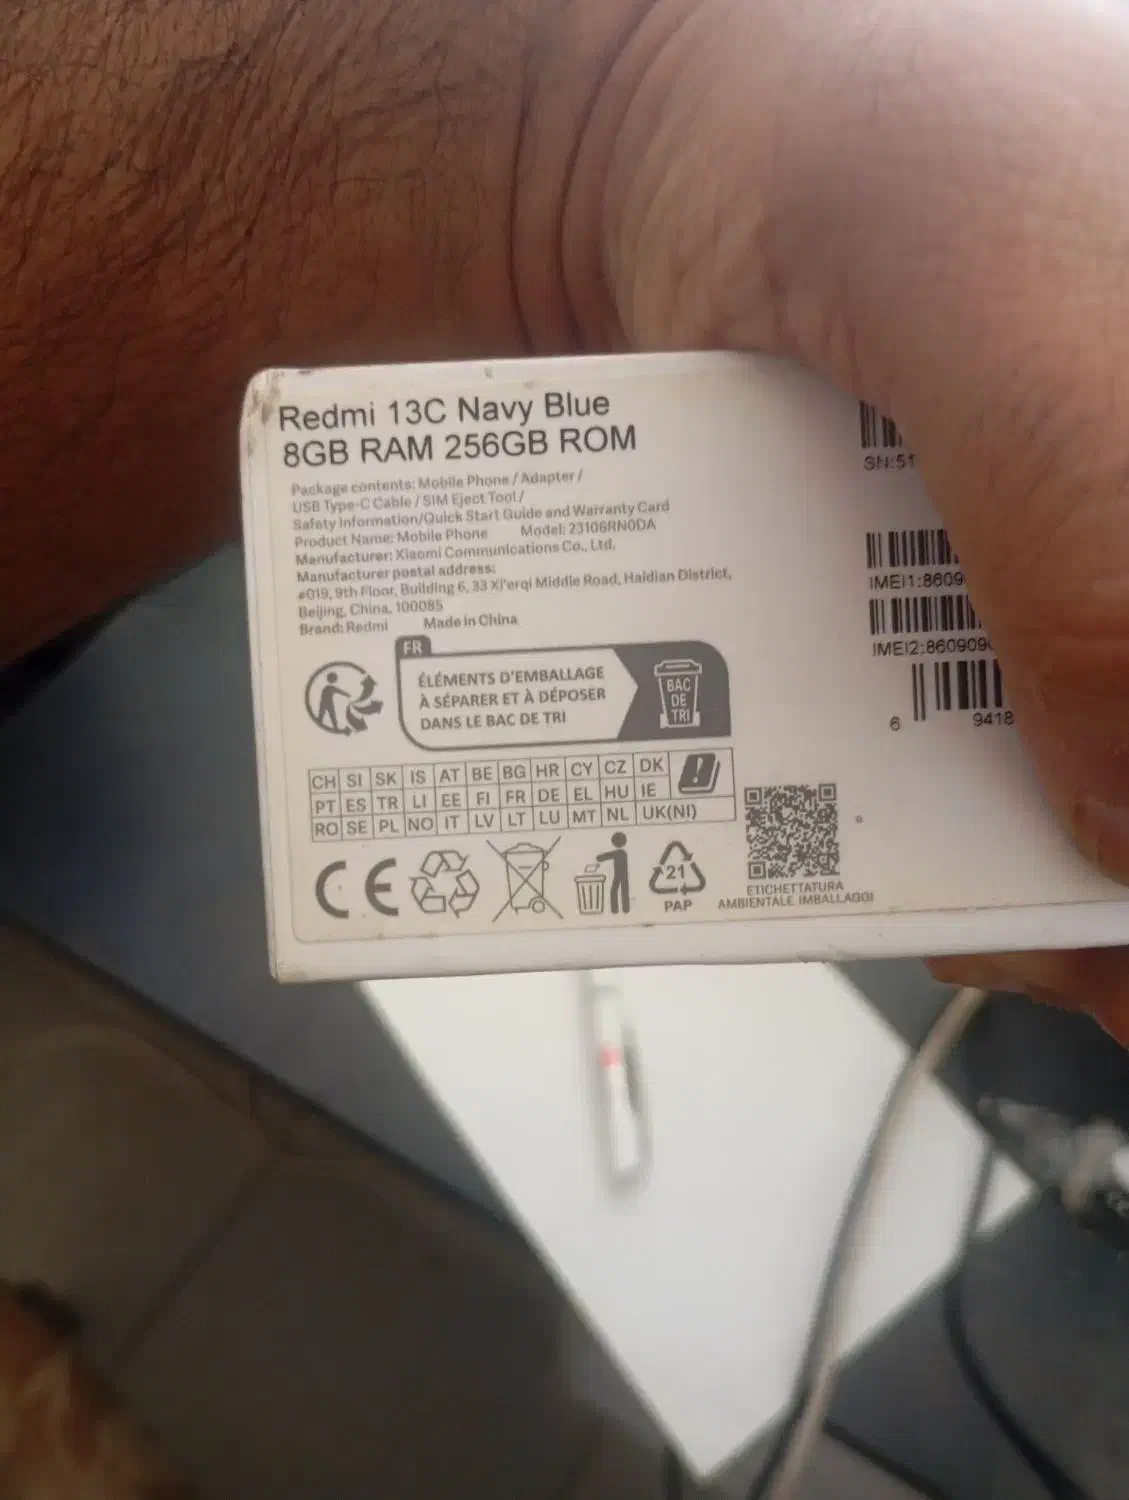 Redmi 13C Navy Blue
8GB RAM 256GB ROM
Package contents: Mobile Phone / Adapter /
USB Type-C Cable / SIM Eject Tool /
Safety Information/Quick Start Guide and Warranty Card
Product Name: Mobile Phone Model: 23106RN0DA
Manufacturer: Xiaomi Communications Co., Ltd.
Manufacturer postal address:
#019, 9th Floor, Building 6, 33 Xi'erqi Middle Road, Haidian District,
Beijing, China, 100085
Brand: Redmi Made in China
FR
ÉLÉMENTS D'EMBALLAGE
À SÉPARER ET À DÉPOSER
DANS LE BAC DE TRI
BAC
DE
TRI
CH SI SK IS AT BE BG HR CY CZ DK
PT ES TR LI EE FI FR DE EL HU IE
RO SE PL NO IT LV LT LU MT NL UK(NI)
CE
21
PAP
ETICHETTATURA
AMBIENTALE IMBALLAGGI
SN:51
IMEI1:8609
IMEI2:860909
6 9418